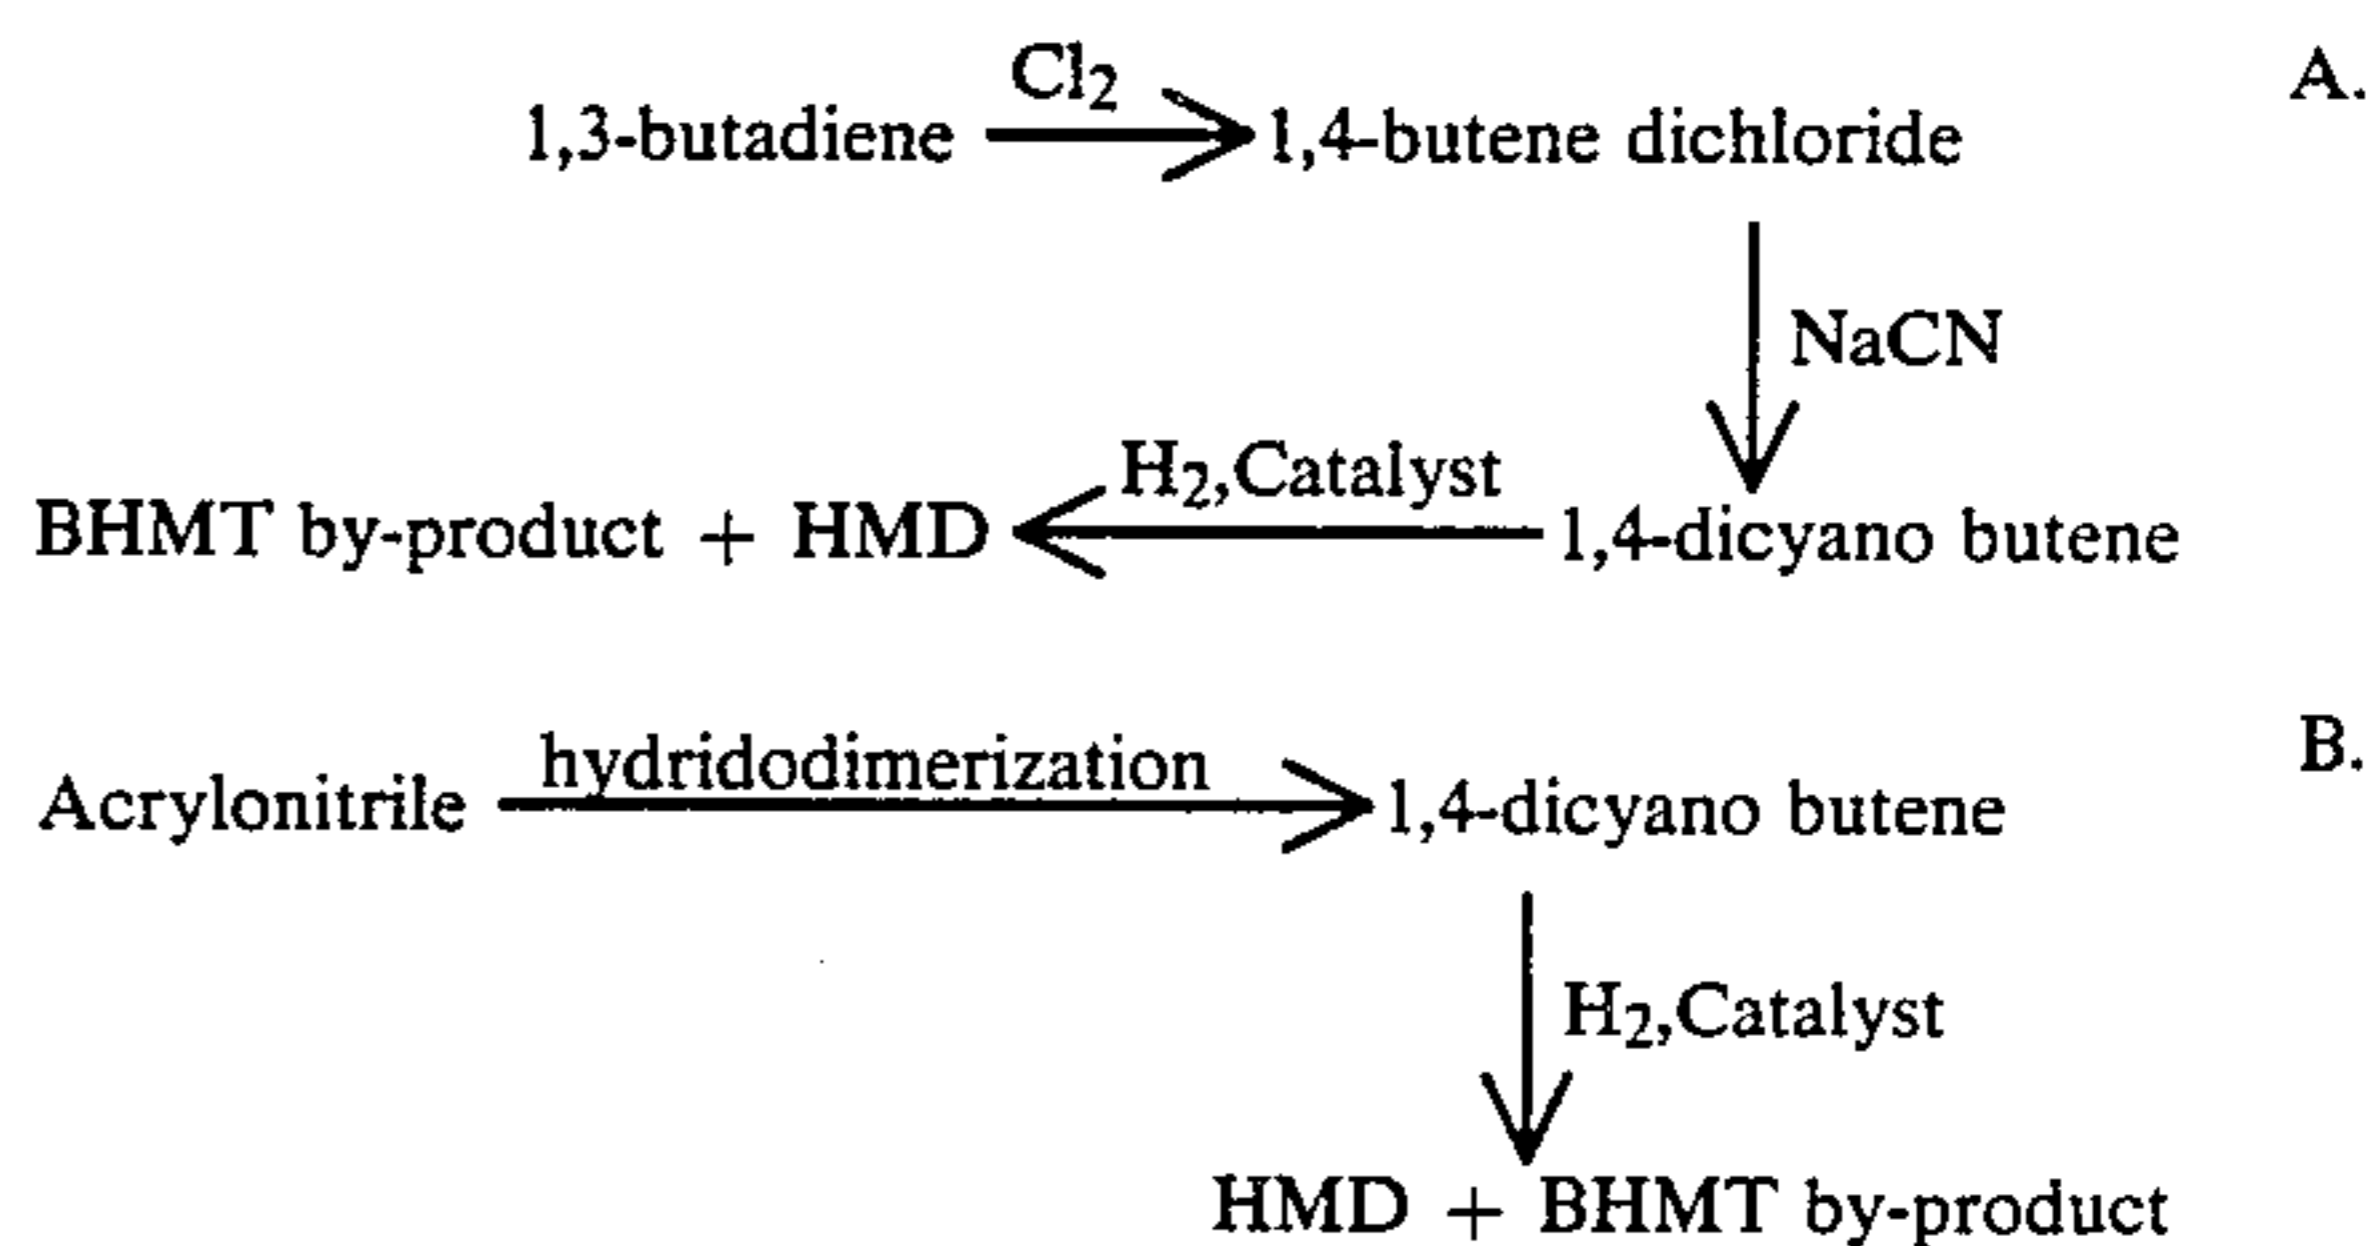 Cl2 A.
1,3-butadiene 1,4-butene dichloride
NaCN
H2,Catalyst
BHMT by-product + HMD 1,4-dicyano butene
hydridodimerization B.
Acrylonitrile 1,4-dicyano butene
H2,Catalyst
HMD + BHMT by-product